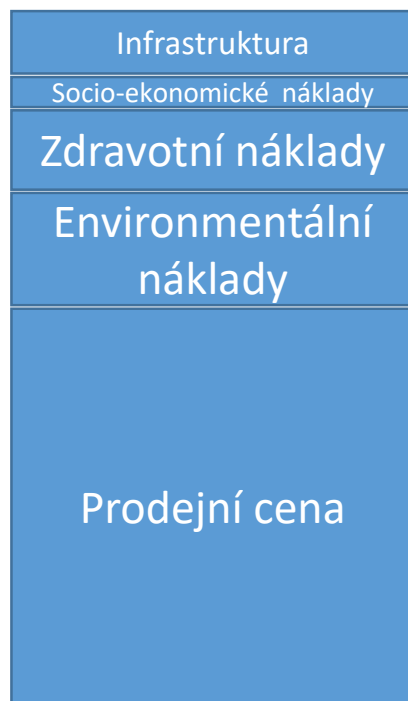 Infrastruktura
Socio-ekonomické náklady
Zdravotní náklady
Environmentální
náklady
Prodejní cena